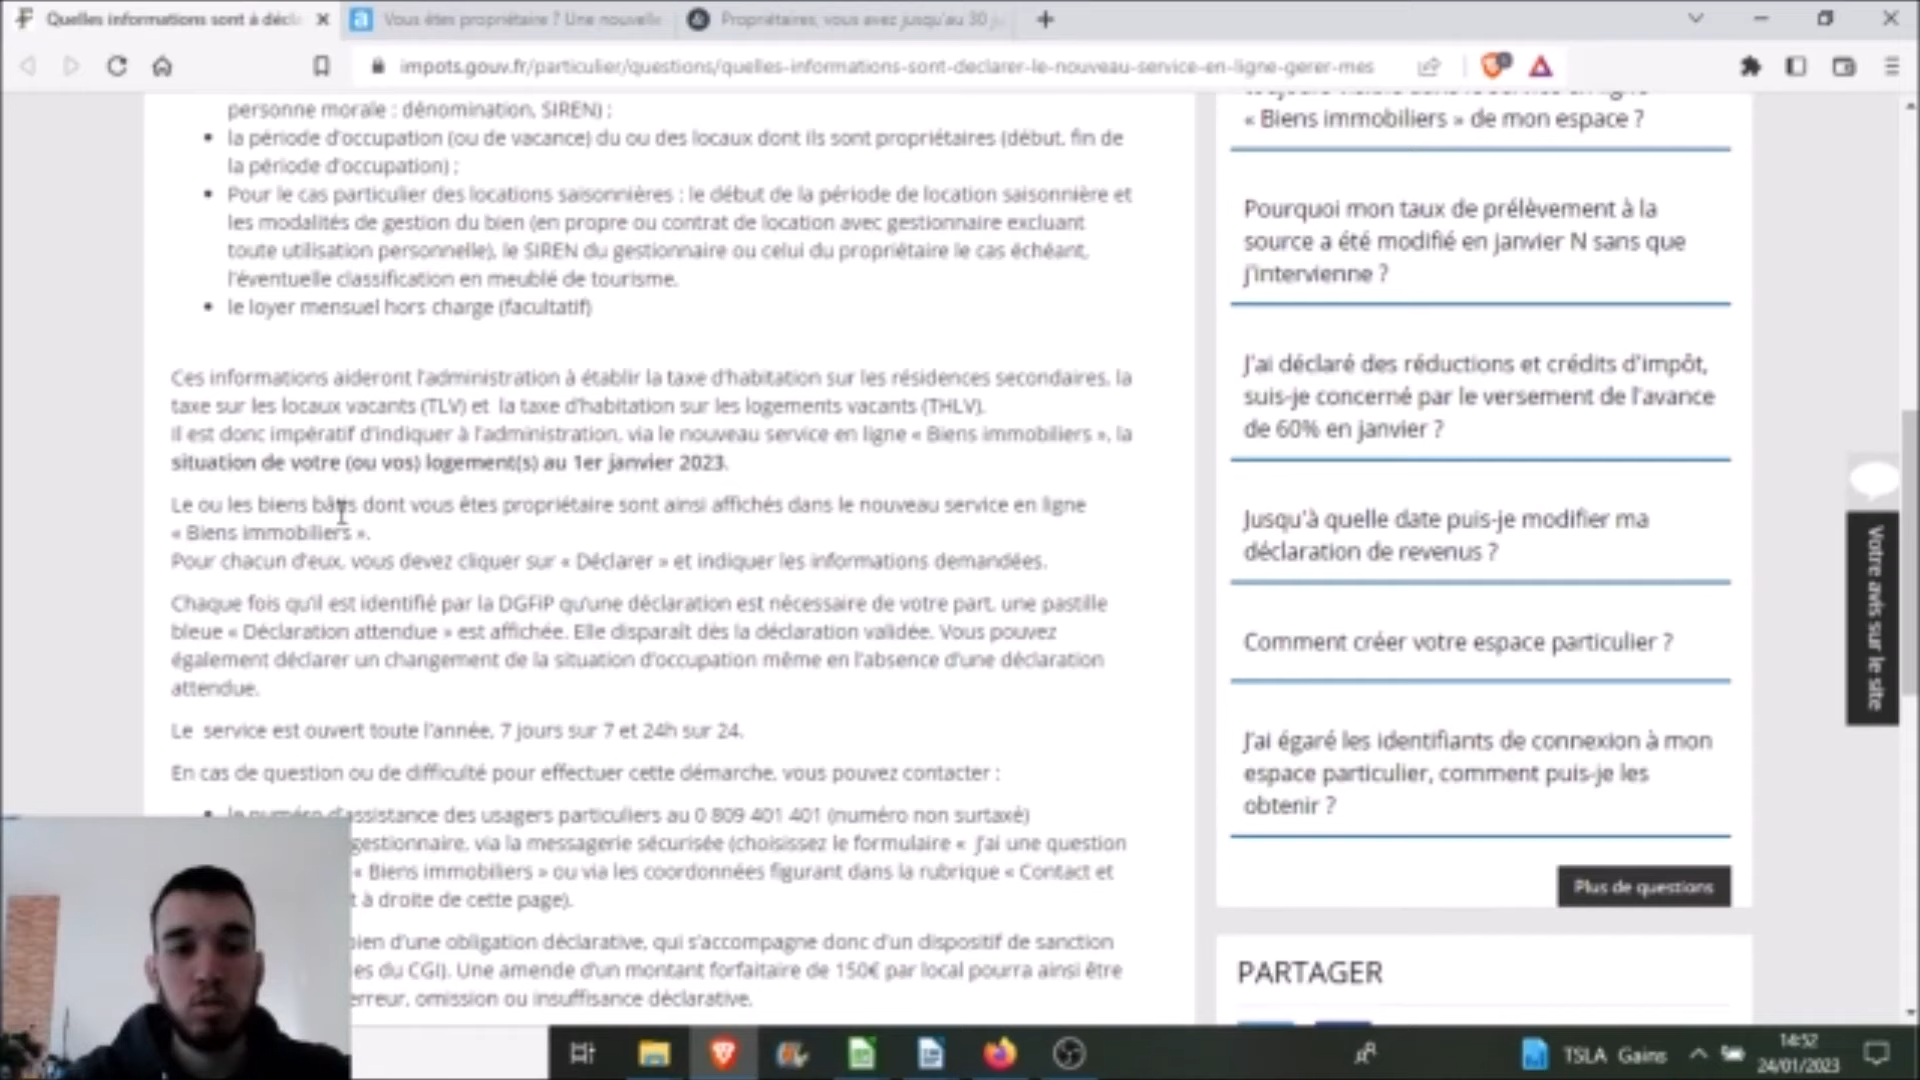 Quelles informations sont à décla
Vous êtes propriétaire ? Une nouvelle
Propriétaires, vous avez jusqu'au 30 j
impots.gouv.fr/particulier/questions/quelles-informations-sont-declarer-le-nouveau-service-en-ligne-gerer-mes
personne morale : dénomination, SIREN) ;
• la période d'occupation (ou de vacance) du ou des locaux dont ils sont propriétaires (début, fin de
la période d'occupation) ;
• Pour le cas particulier des locations saisonnières : le début de la période de location saisonnière et
les modalités de gestion du bien (en propre ou contrat de location avec gestionnaire excluant
toute utilisation personnelle), le SIREN du gestionnaire ou celui du propriétaire le cas échéant,
l'éventuelle classification en meublé de tourisme.
• le loyer mensuel hors charge (facultatif)
Ces informations aideront l'administration à établir la taxe d'habitation sur les résidences secondaires, la
taxe sur les locaux vacants (TLV) et la taxe d'habitation sur les logements vacants (THLV).
Il est donc impératif d'indiquer à l'administration, via le nouveau service en ligne « Biens immobiliers », la
situation de votre (ou vos) logement(s) au 1er janvier 2023.
Le ou les biens bâtis dont vous êtes propriétaire sont ainsi affichés dans le nouveau service en ligne
« Biens immobiliers ».
Pour chacun d'eux, vous devez cliquer sur « Déclarer » et indiquer les informations demandées.
Chaque fois qu'il est identifié par la DGFiP qu'une déclaration est nécessaire de votre part, une pastille
bleue « Déclaration attendue » est affichée. Elle disparaît dès la déclaration validée. Vous pouvez
également déclarer un changement de la situation d'occupation même en l'absence d'une déclaration
attendue.
Le service est ouvert toute l'année, 7 jours sur 7 et 24h sur 24.
En cas de question ou de difficulté pour effectuer cette démarche, vous pouvez contacter :
• le numéro d'assistance des usagers particuliers au 0 809 401 401 (numéro non surtaxé)
gestionnaire, via la messagerie sécurisée (choisissez le formulaire « J'ai une question
« Biens immobiliers » ou via les coordonnées figurant dans la rubrique « Contact et
t à droite de cette page).
bien d'une obligation déclarative, qui s'accompagne donc d'un dispositif de sanction
es du CGI). Une amende d'un montant forfaitaire de 150€ par local pourra ainsi être
erreur, omission ou insuffisance déclarative.
« Biens immobiliers » de mon espace ?
Pourquoi mon taux de prélèvement à la
source a été modifié en janvier N sans que
j'intervienne ?
J'ai déclaré des réductions et crédits d'impôt,
suis-je concerné par le versement de l'avance
de 60% en janvier ?
Jusqu'à quelle date puis-je modifier ma
déclaration de revenus ?
Comment créer votre espace particulier ?
J'ai égaré les identifiants de connexion à mon
espace particulier, comment puis-je les
obtenir ?
Plus de questions
PARTAGER
Votre avis sur le site
TSLA Gains
14:52
24/01/2023